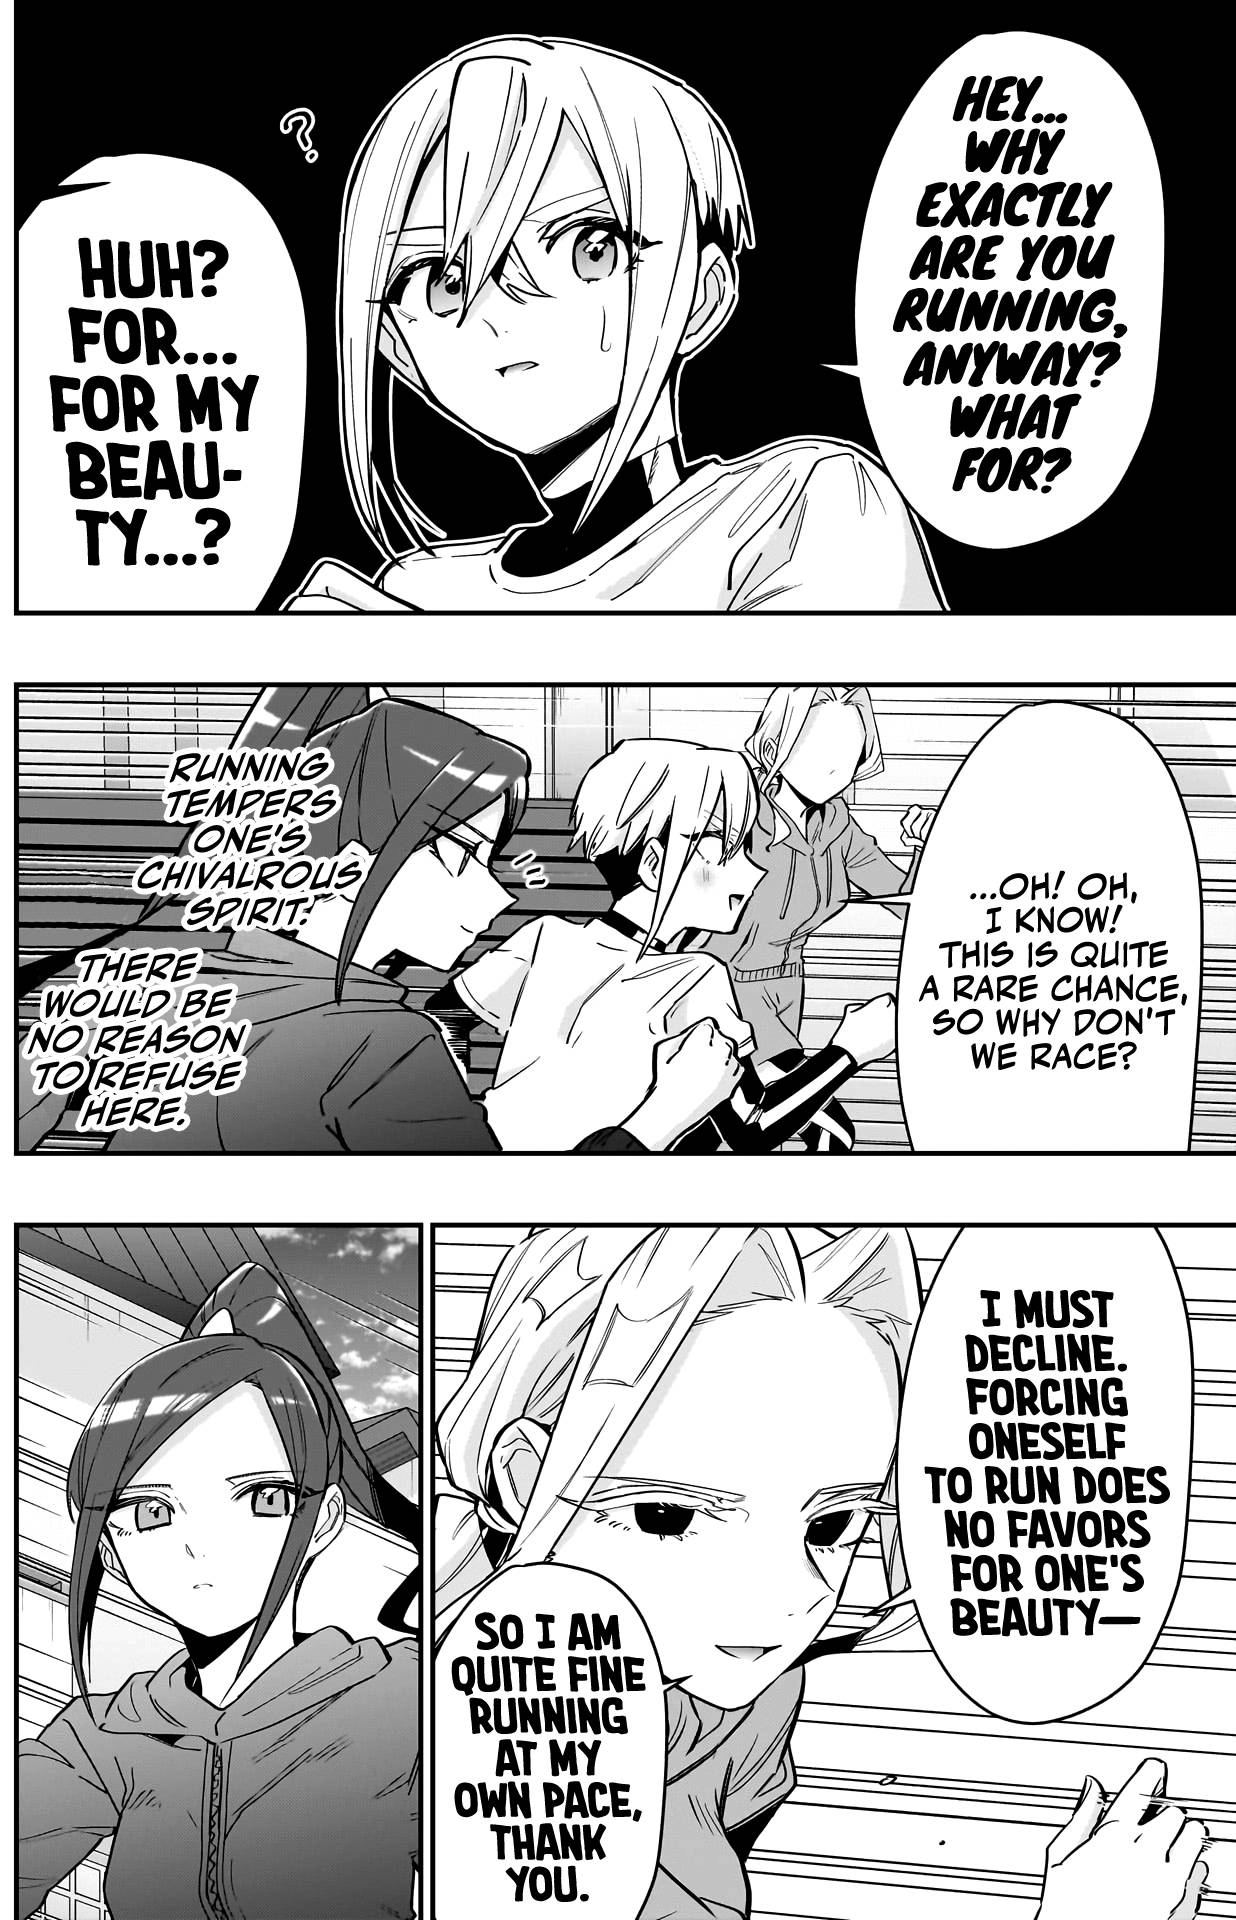 HEY...
WHY
EXACTLY
ARE YOU
RUNNING,
ANYWAY?
WHAT
FOR?
?
HUH?
FOR...
FOR MY
BEAU-
TY...?
...OH! OH,
I KNOW!
THIS IS QUITE
A RARE CHANCE,
SO WHY DON'T
WE RACE?
RUNNING
TEMPERS
ONE'S
CHIVALROUS
SPIRIT.
THERE
WOULD BE
NO REASON
TO REFUSE
HERE.
I MUST
DECLINE.
FORCING
ONESELF
TO RUN DOES
NO FAVORS
FOR ONE'S
BEAUTY—
SO I AM
QUITE FINE
RUNNING
AT MY
OWN PACE,
THANK
YOU.